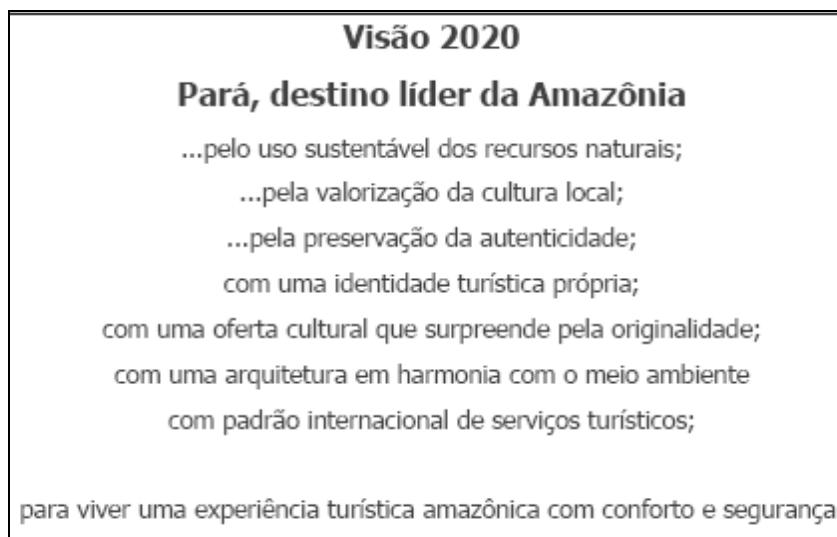 Visão 2020
Pará, destino líder da Amazônia
...pelo uso sustentável dos recursos naturais;
...pela valorização da cultura local;
...pela preservação da autenticidade;
com uma identidade turística própria;
com uma oferta cultural que surpreende pela originalidade;
com uma arquitetura em harmonia com o meio ambiente
com padrão internacional de serviços turísticos;
para viver uma experiência turística amazônica com conforto e segurança